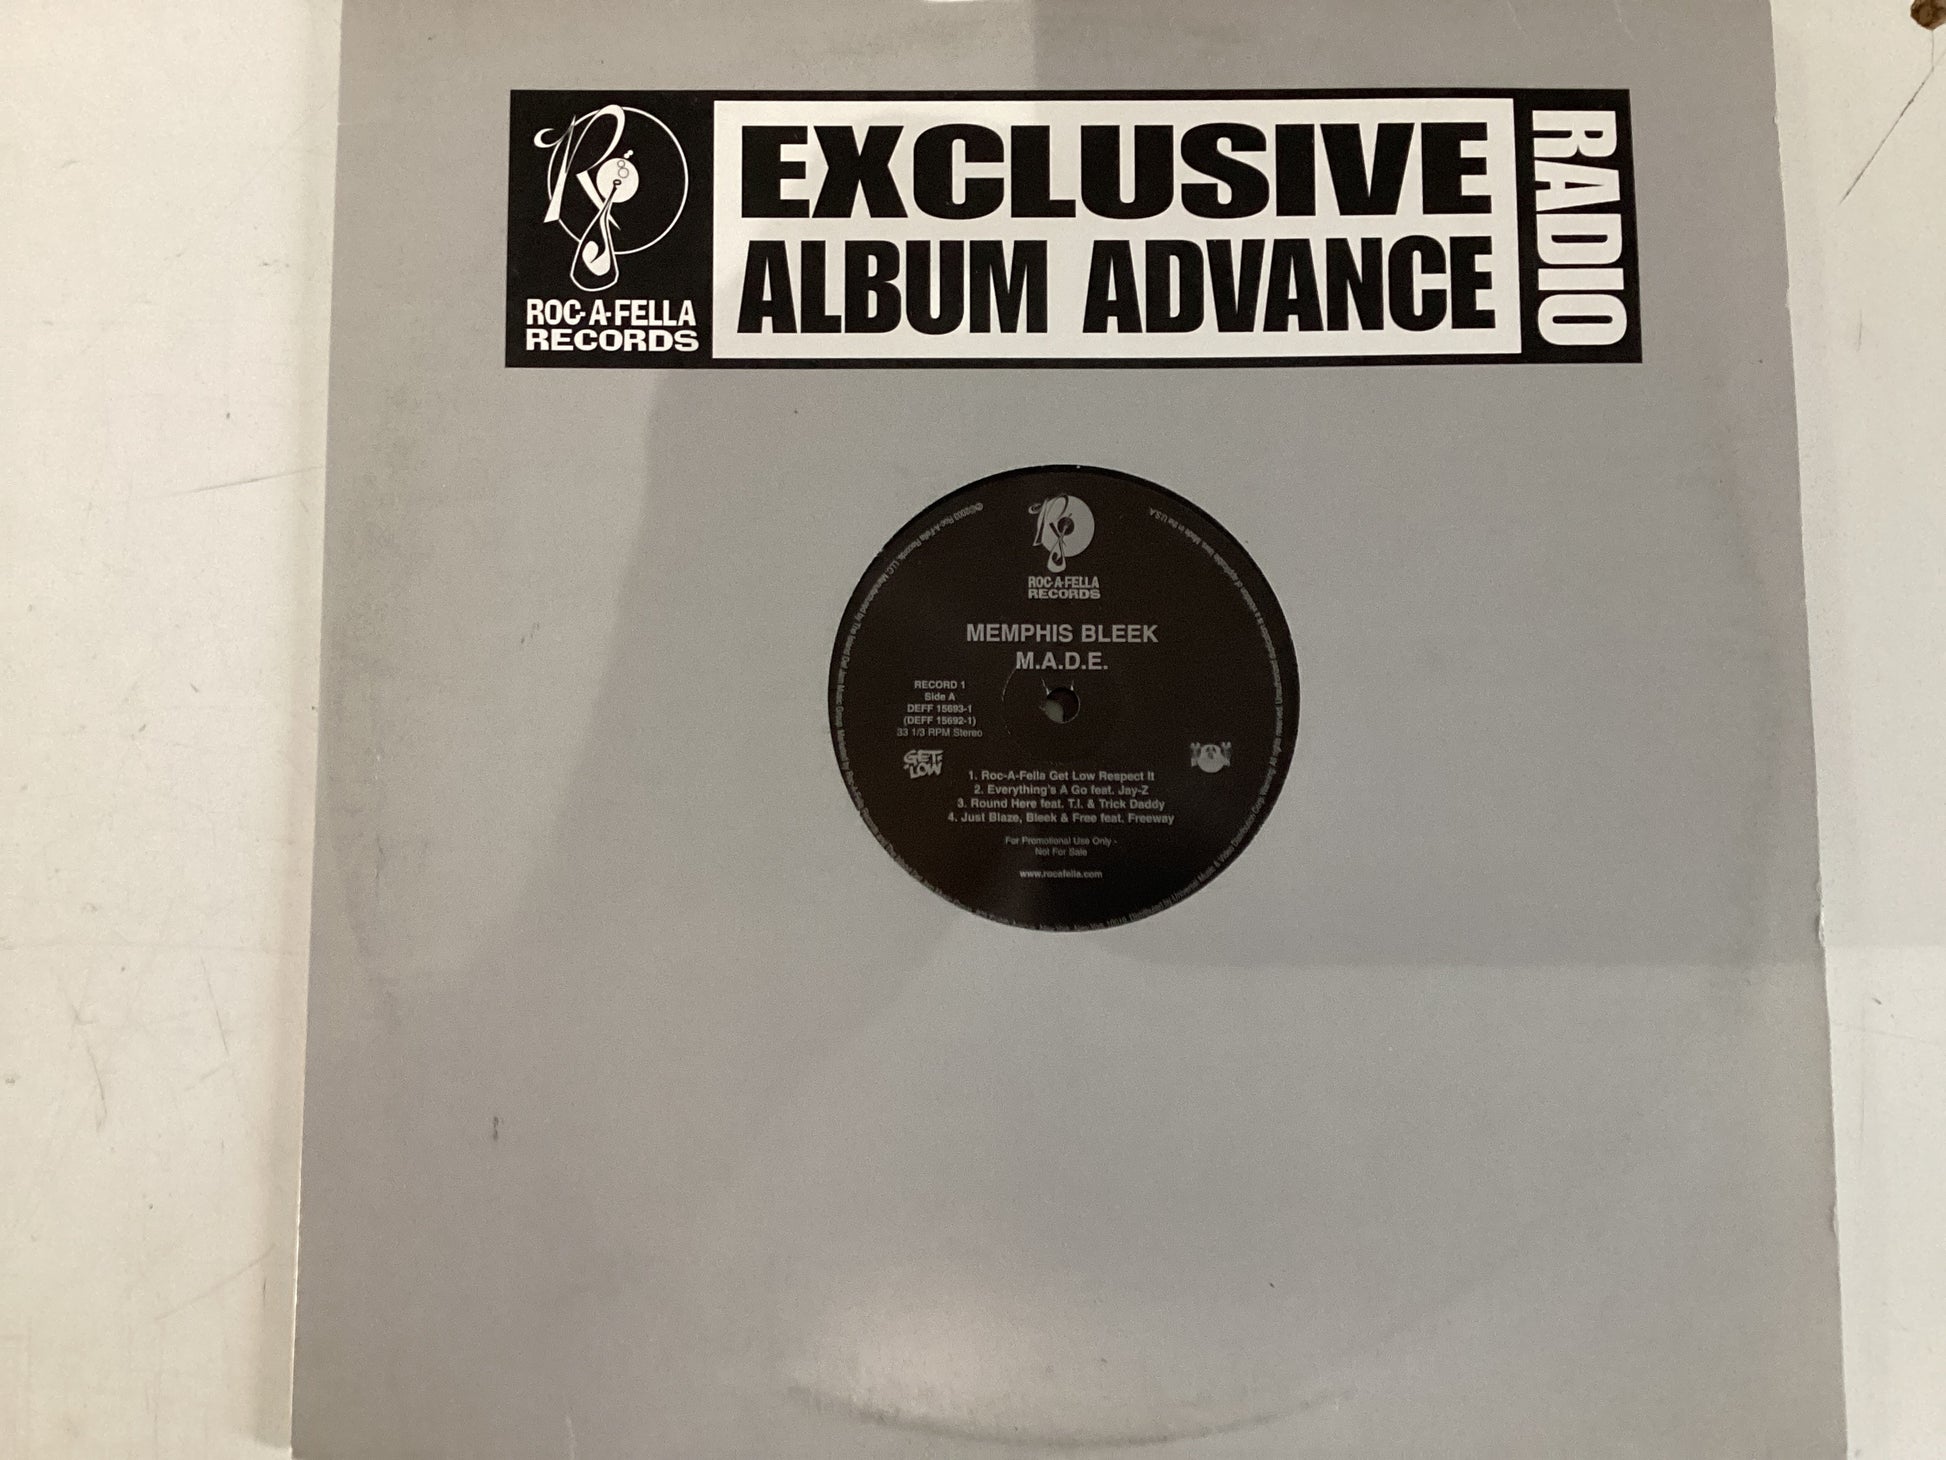 EXCLUSIVE
ALBUM ADVANCE
RADIO
ROC-A-FELLA
RECORDS
ROC-A-FELLA
RECORDS
MEMPHIS BLEEK
M.A.D.E.
RECORD 1
Side A
DEFF 15693-1
(DEFF 15692-1)
33 1/3 RPM Stereo
GET LOW
1. Roc-A-Fella Get Low Respect It
2. Everything's A Go feat. Jay-Z
3. Round Here feat. T.I. & Trick Daddy
4. Just Blaze, Bleek & Free feat. Freeway
For Promotional Use Only -
Not For Sale
www.rocafella.com